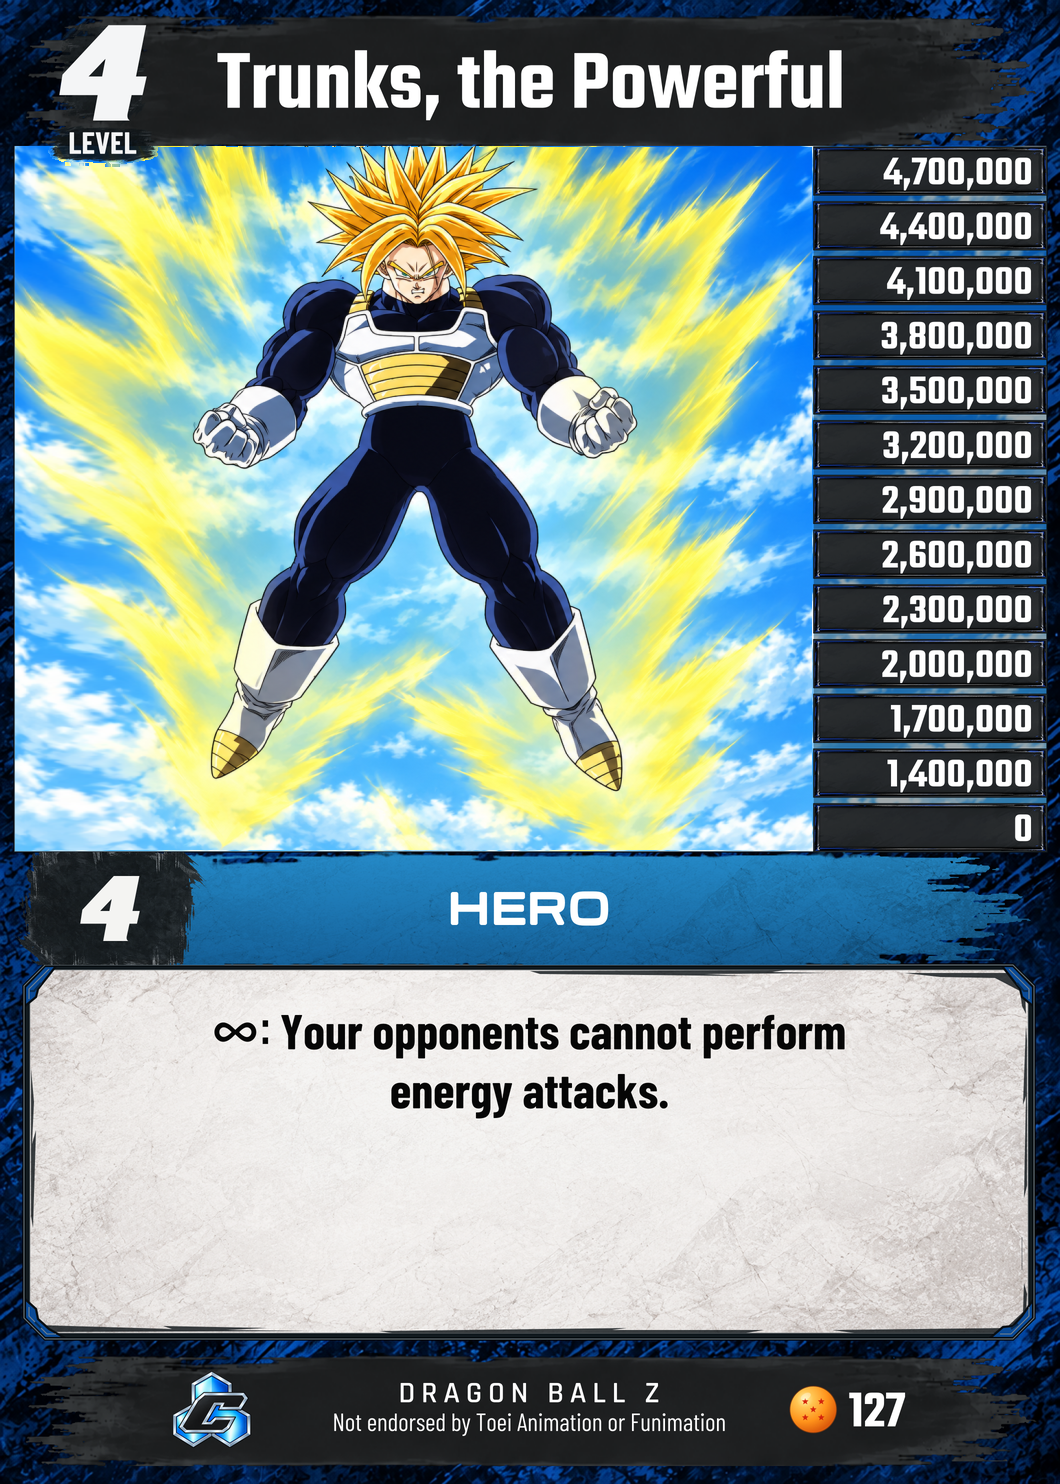 4
LEVEL
Trunks, the Powerful
4,700,000
4,400,000
4,100,000
3,800,000
3,500,000
3,200,000
2,900,000
2,600,000
2,300,000
2,000,000
1,700,000
1,400,000
0
4
HERO
∞: Your opponents cannot perform
energy attacks.
G
DRAGON BALL Z
Not endorsed by Toei Animation or Funimation
127